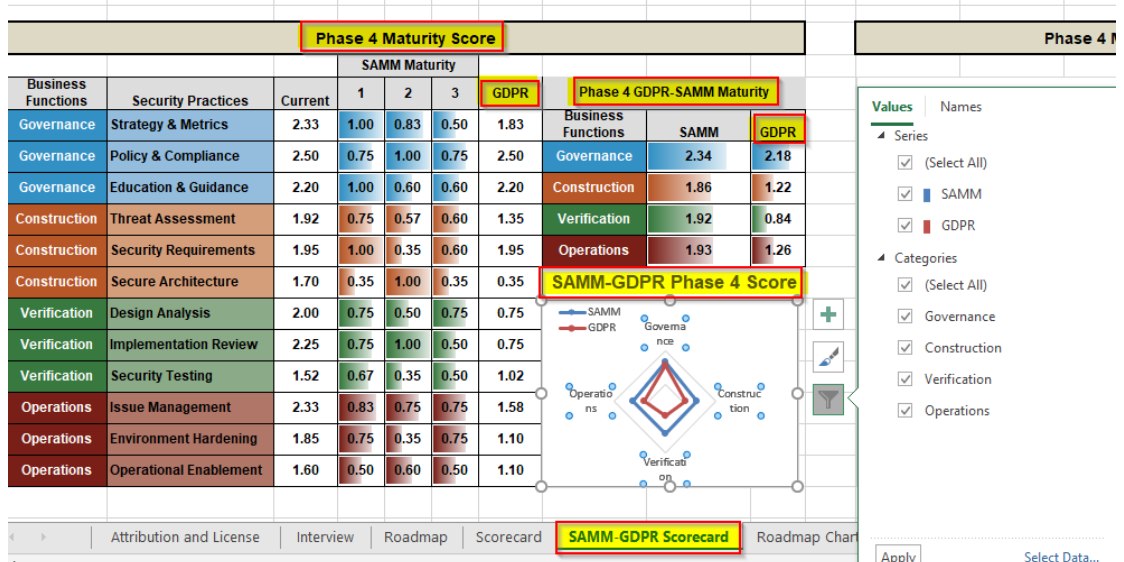 Phase 4 Maturity Score
Phase 4 M
SAMM Maturity
Business Functions Security Practices Current 1 2 3 GDPR
Governance Strategy & Metrics 2.33 1.00 0.83 0.50 1.83
Governance Policy & Compliance 2.50 0.75 1.00 0.75 2.50
Governance Education & Guidance 2.20 1.00 0.60 0.60 2.20
Construction Threat Assessment 1.92 0.75 0.57 0.60 1.35
Construction Security Requirements 1.95 1.00 0.35 0.60 1.95
Construction Secure Architecture 1.70 0.35 1.00 0.35 0.35
Verification Design Analysis 2.00 0.75 0.50 0.75 0.75
Verification Implementation Review 2.25 0.75 1.00 0.50 0.75
Verification Security Testing 1.52 0.67 0.35 0.50 1.02
Operations Issue Management 2.33 0.83 0.75 0.75 1.58
Operations Environment Hardening 1.85 0.75 0.35 0.75 1.10
Operations Operational Enablement 1.60 0.50 0.60 0.50 1.10
Phase 4 GDPR-SAMM Maturity
Business Functions SAMM GDPR
Governance 2.34 2.18
Construction 1.86 1.22
Verification 1.92 0.84
Operations 1.93 1.26
SAMM-GDPR Phase 4 Score
SAMM
GDPR
Governa
nce
Construc
tion
Verificati
on
Operatio
ns
Values Names
Series
(Select All)
SAMM
GDPR
Categories
(Select All)
Governance
Construction
Verification
Operations
Apply Select Data...
Attribution and License Interview Roadmap Scorecard SAMM-GDPR Scorecard Roadmap Chart